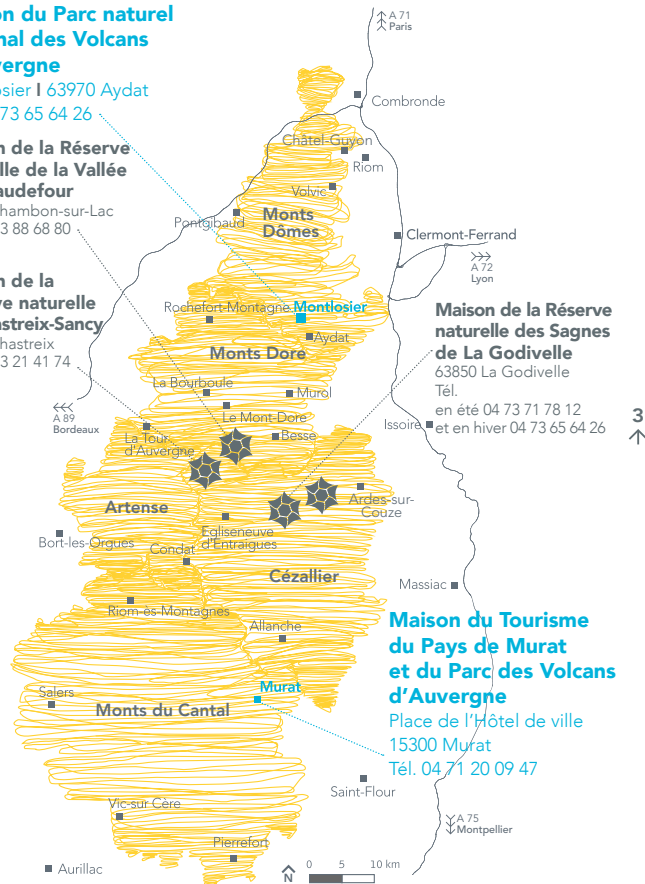 on du Parc naturel
nal des Volcans
vergne
osier I 63970 Aydat
73 65 64 26
A 71
Paris
Combronde
n de la Réserve
lle de la Vallée
audefour
hambon-sur-Lac
3 88 68 80
Châtel-Guyon
Riom
Volvic
Pontgibaud
Monts
Dômes
Clermont-Ferrand
A 72
Lyon
n de la
ve naturelle
astreix-Sancy
hastreix
3 21 41 74
Rochefort-Montagne
Montlosier
Aydat
Monts Dore
Maison de la Réserve
naturelle des Sagnes
de La Godivelle
63850 La Godivelle
Tél.
en été 04 73 71 78 12
et en hiver 04 73 65 64 26
3
La Bourboule
Murol
A 89
Bordeaux
Le Mont-Dore
Issoire
La Tour
d'Auvergne
Besse
Artense
Ardes-sur-
Couze
Egliseneuve
d'Entraigues
Bort-les-Orgues
Condat
Cézallier
Massiac
Riom-ès-Montagnes
Allanche
Maison du Tourisme
du Pays de Murat
et du Parc des Volcans
d'Auvergne
Place de l'Hôtel de ville
15300 Murat
Tél. 04 71 20 09 47
Murat
Salers
Monts du Cantal
Saint-Flour
Vic-sur Cère
A 75
Montpellier
Pierrefort
Aurillac
N
0 5 10 km